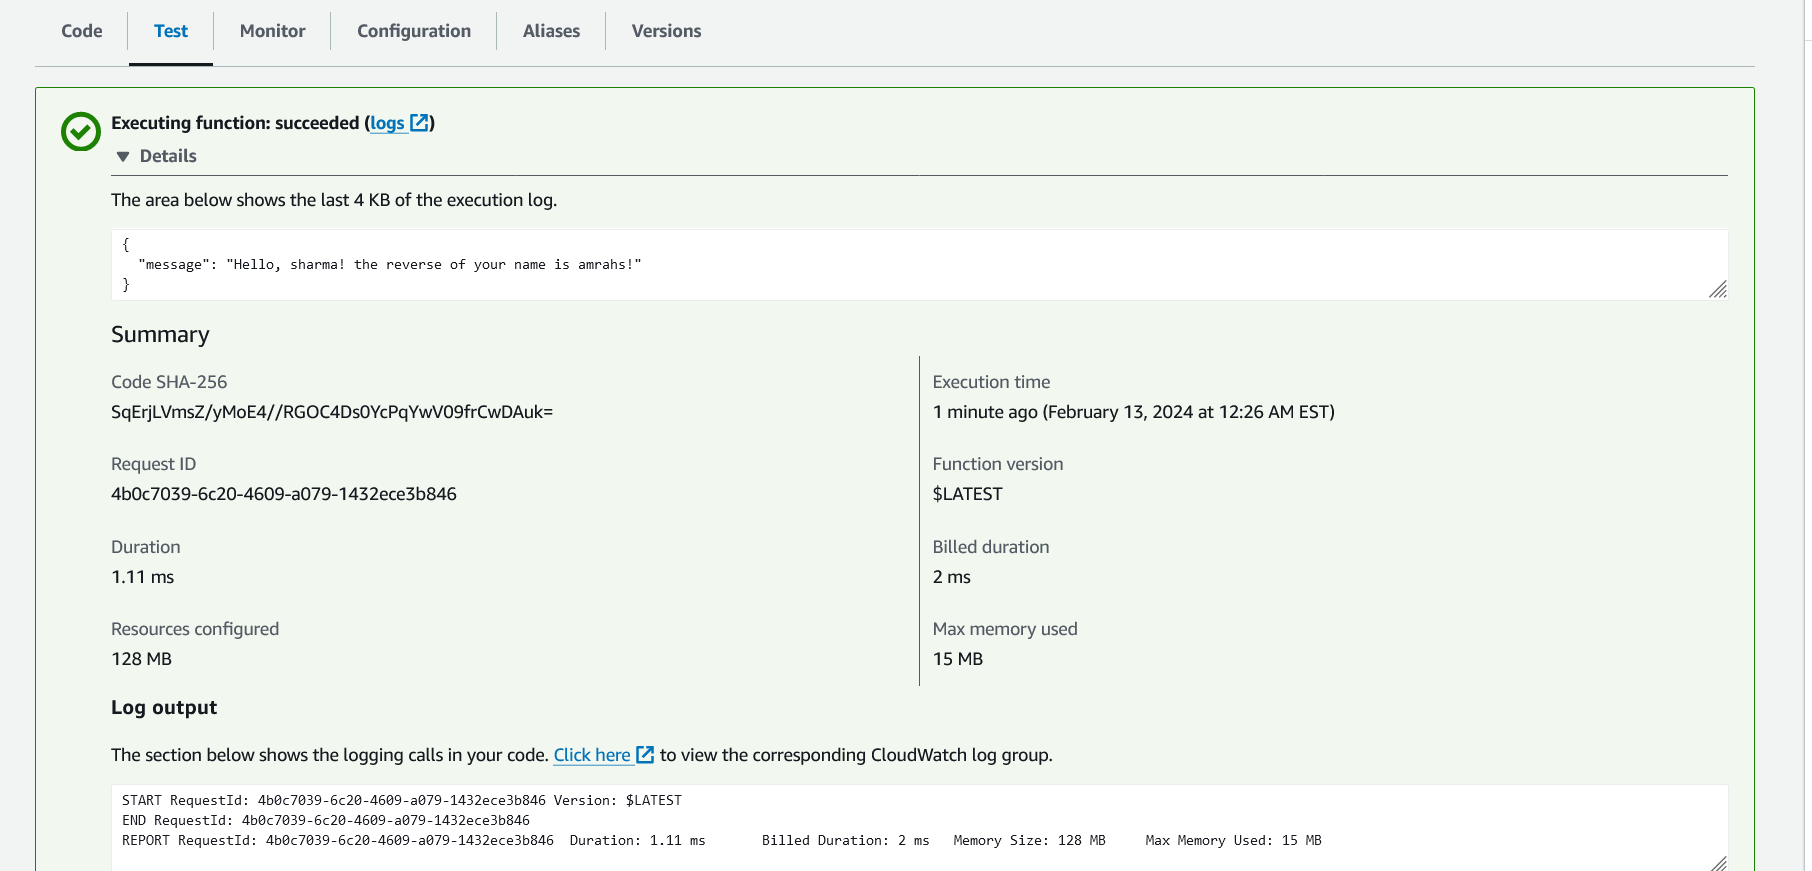 Code Test Monitor Configuration Aliases Versions
Executing function: succeeded (logs)
Details
The area below shows the last 4 KB of the execution log.
{
"message": "Hello, sharma! the reverse of your name is amrahs!"
}
Summary
Code SHA-256
SqErjLVmsZ/yMoE4//RGOC4Ds0YcPqYwV09frCwDAuk=
Request ID
4b0c7039-6c20-4609-a079-1432ece3b846
Duration
1.11 ms
Resources configured
128 MB
Execution time
1 minute ago (February 13, 2024 at 12:26 AM EST)
Function version
$LATEST
Billed duration
2 ms
Max memory used
15 MB
Log output
The section below shows the logging calls in your code. Click here to view the corresponding CloudWatch log group.
START RequestId: 4b0c7039-6c20-4609-a079-1432ece3b846 Version: $LATEST
END RequestId: 4b0c7039-6c20-4609-a079-1432ece3b846
REPORT RequestId: 4b0c7039-6c20-4609-a079-1432ece3b846 Duration: 1.11 ms Billed Duration: 2 ms Memory Size: 128 MB Max Memory Used: 15 MB